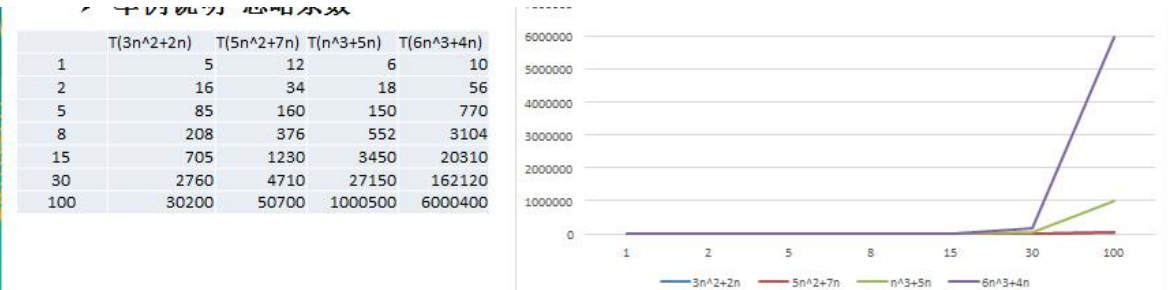 T(3n^2+2n) T(5n^2+7n) T(n^3+5n) T(6n^3+4n)
1 5 12 6 10
2 16 34 18 56
5 85 160 150 770
8 208 376 552 3104
15 705 1230 3450 20310
30 2760 4710 27150 162120
100 30200 50700 1000500 6000400
6000000
5000000
4000000
3000000
2000000
1000000
0
1 2 5 8 15 30 100
3n^2+2n 5n^2+7n n^3+5n 6n^3+4n